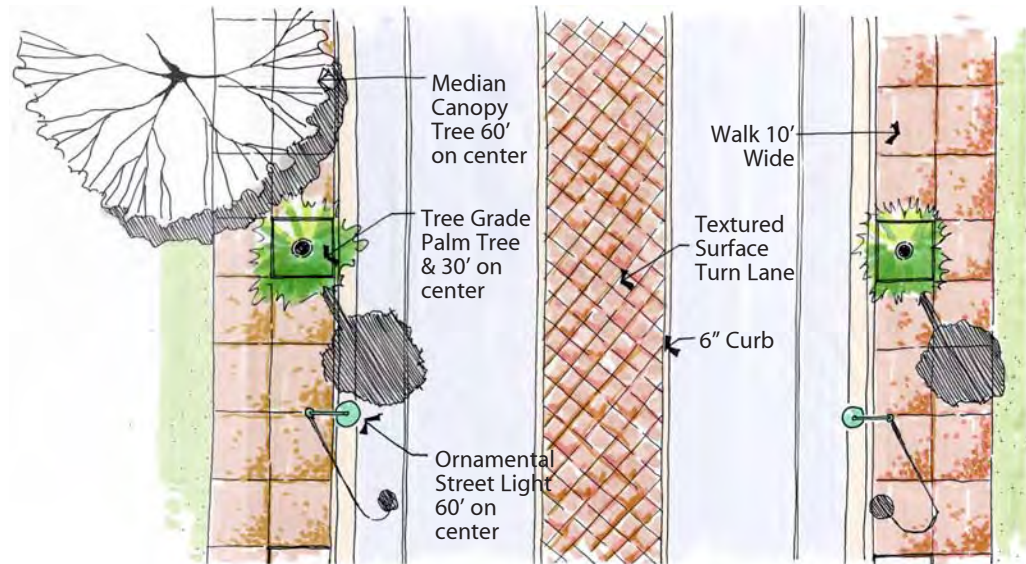 Median
Canopy
Tree 60'
on center
Walk 10'
Wide
Tree Grade
Palm Tree
& 30' on
center
Textured
Surface
Turn Lane
6" Curb
Ornamental
Street Light
60' on
center